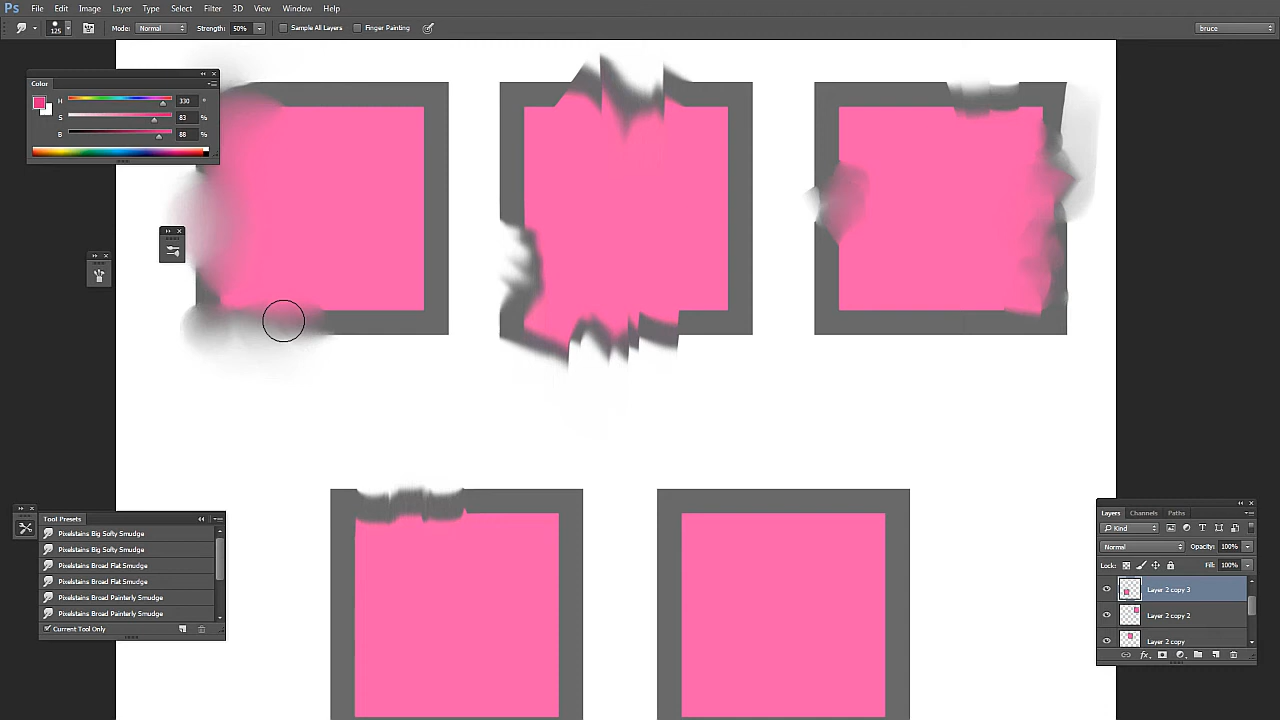 Ps File Edit Image Layer Type Select Filter 3D View Window Help
125 Mode: Normal Strength: 50% Sample All Layers Finger Painting bruce
Color
H 330 °
S 83 %
B 88 %
Tool Presets
Pixelstains Big Softy Smudge
Pixelstains Big Softy Smudge
Pixelstains Broad Flat Smudge
Pixelstains Broad Flat Smudge
Pixelstains Broad Painterly Smudge
Pixelstains Broad Painterly Smudge
Current Tool Only
Layers Channels Paths
Kind
Normal Opacity: 100%
Lock: Fill: 100%
Layer 2 copy 3
Layer 2 copy 2
Layer 2 copy
fx